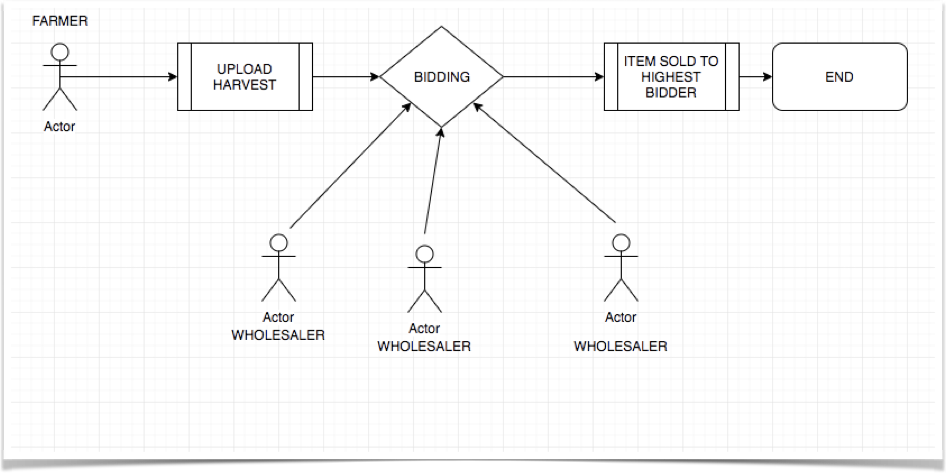 FARMER
Actor
UPLOAD
HARVEST
BIDDING
ITEM SOLD TO
HIGHEST
BIDDER
END
Actor
WHOLESALER
Actor
WHOLESALER
Actor
WHOLESALER